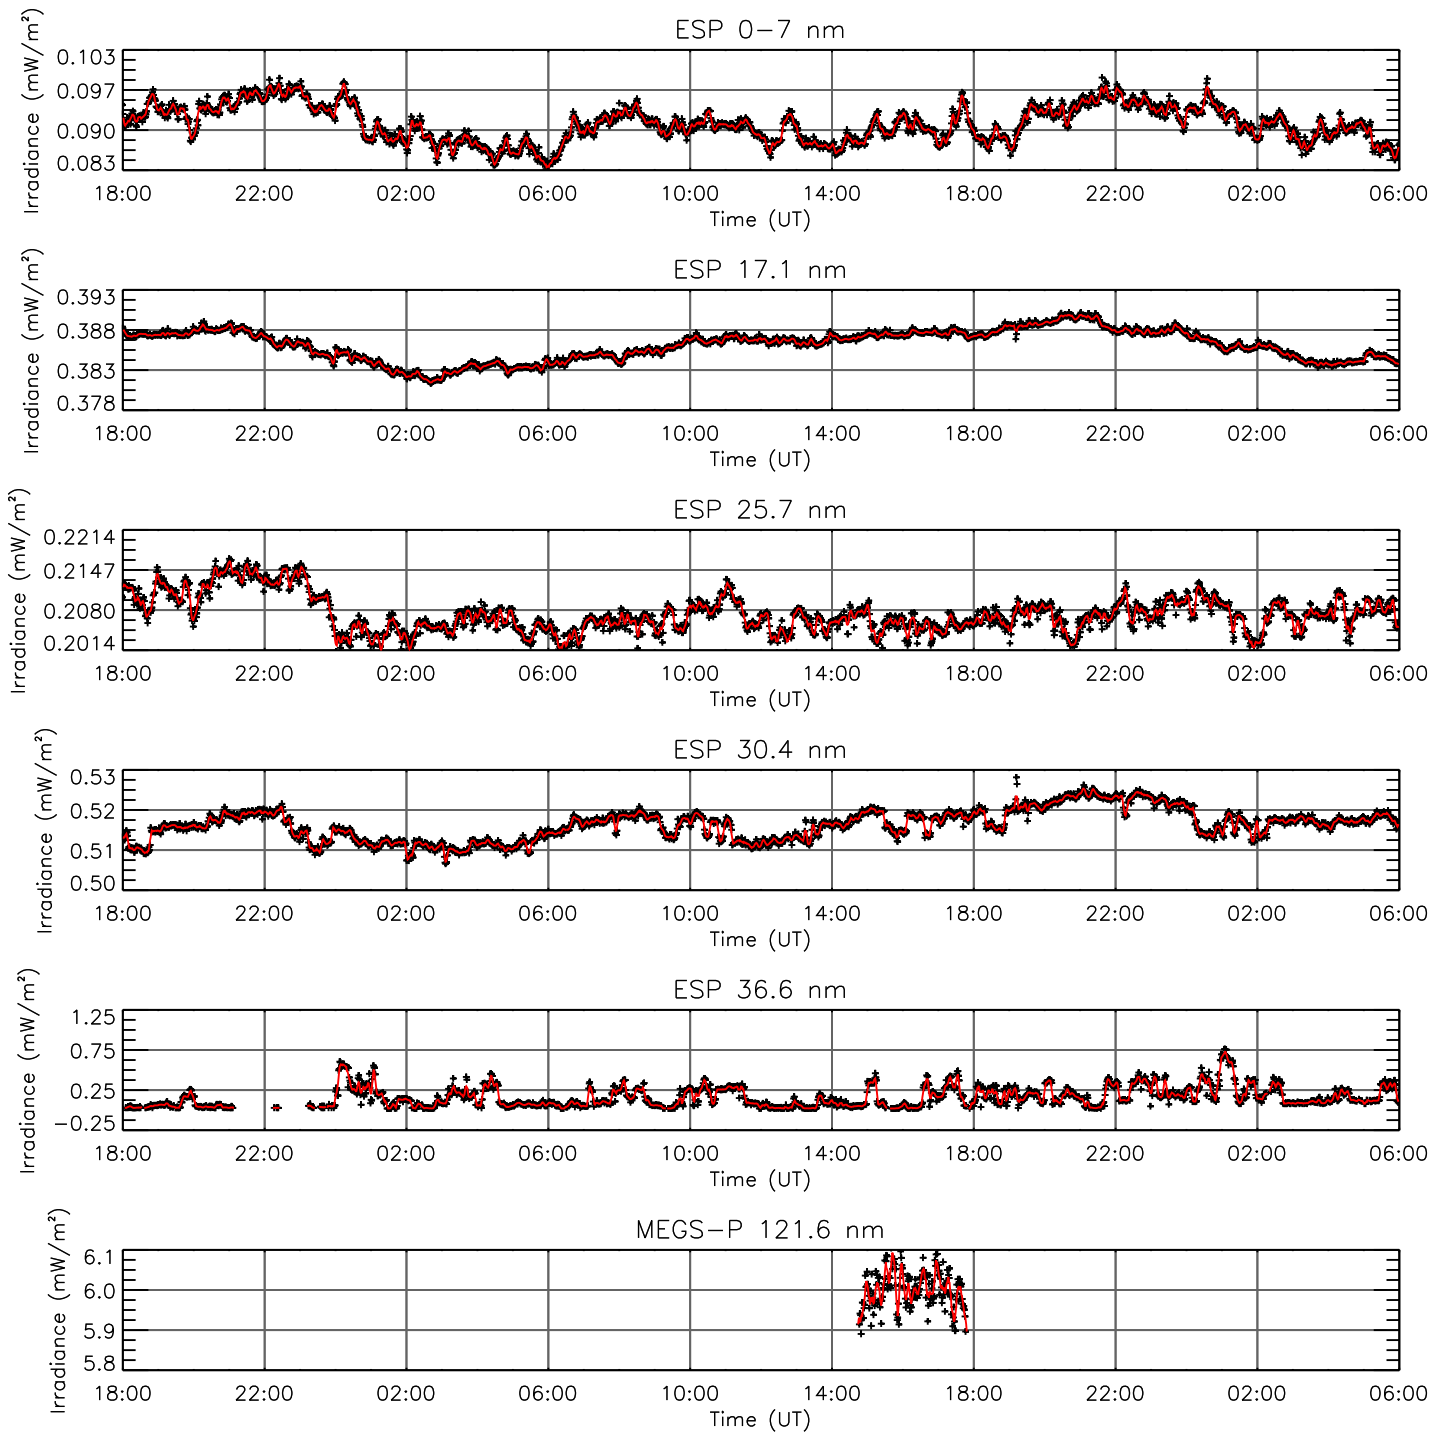 ESP 0-7 nm
Irradiance (mW/m²)
0.103
0.097
0.090
0.083
18:00 22:00 02:00 06:00 10:00 14:00 18:00 22:00 02:00 06:00
Time (UT)
ESP 17.1 nm
Irradiance (mW/m²)
0.393
0.388
0.383
0.378
18:00 22:00 02:00 06:00 10:00 14:00 18:00 22:00 02:00 06:00
Time (UT)
ESP 25.7 nm
Irradiance (mW/m²)
0.2214
0.2147
0.2080
0.2014
18:00 22:00 02:00 06:00 10:00 14:00 18:00 22:00 02:00 06:00
Time (UT)
ESP 30.4 nm
Irradiance (mW/m²)
0.53
0.52
0.51
0.50
18:00 22:00 02:00 06:00 10:00 14:00 18:00 22:00 02:00 06:00
Time (UT)
ESP 36.6 nm
Irradiance (mW/m²)
1.25
0.75
0.25
-0.25
18:00 22:00 02:00 06:00 10:00 14:00 18:00 22:00 02:00 06:00
Time (UT)
MEGS-P 121.6 nm
Irradiance (mW/m²)
6.1
6.0
5.9
5.8
18:00 22:00 02:00 06:00 10:00 14:00 18:00 22:00 02:00 06:00
Time (UT)